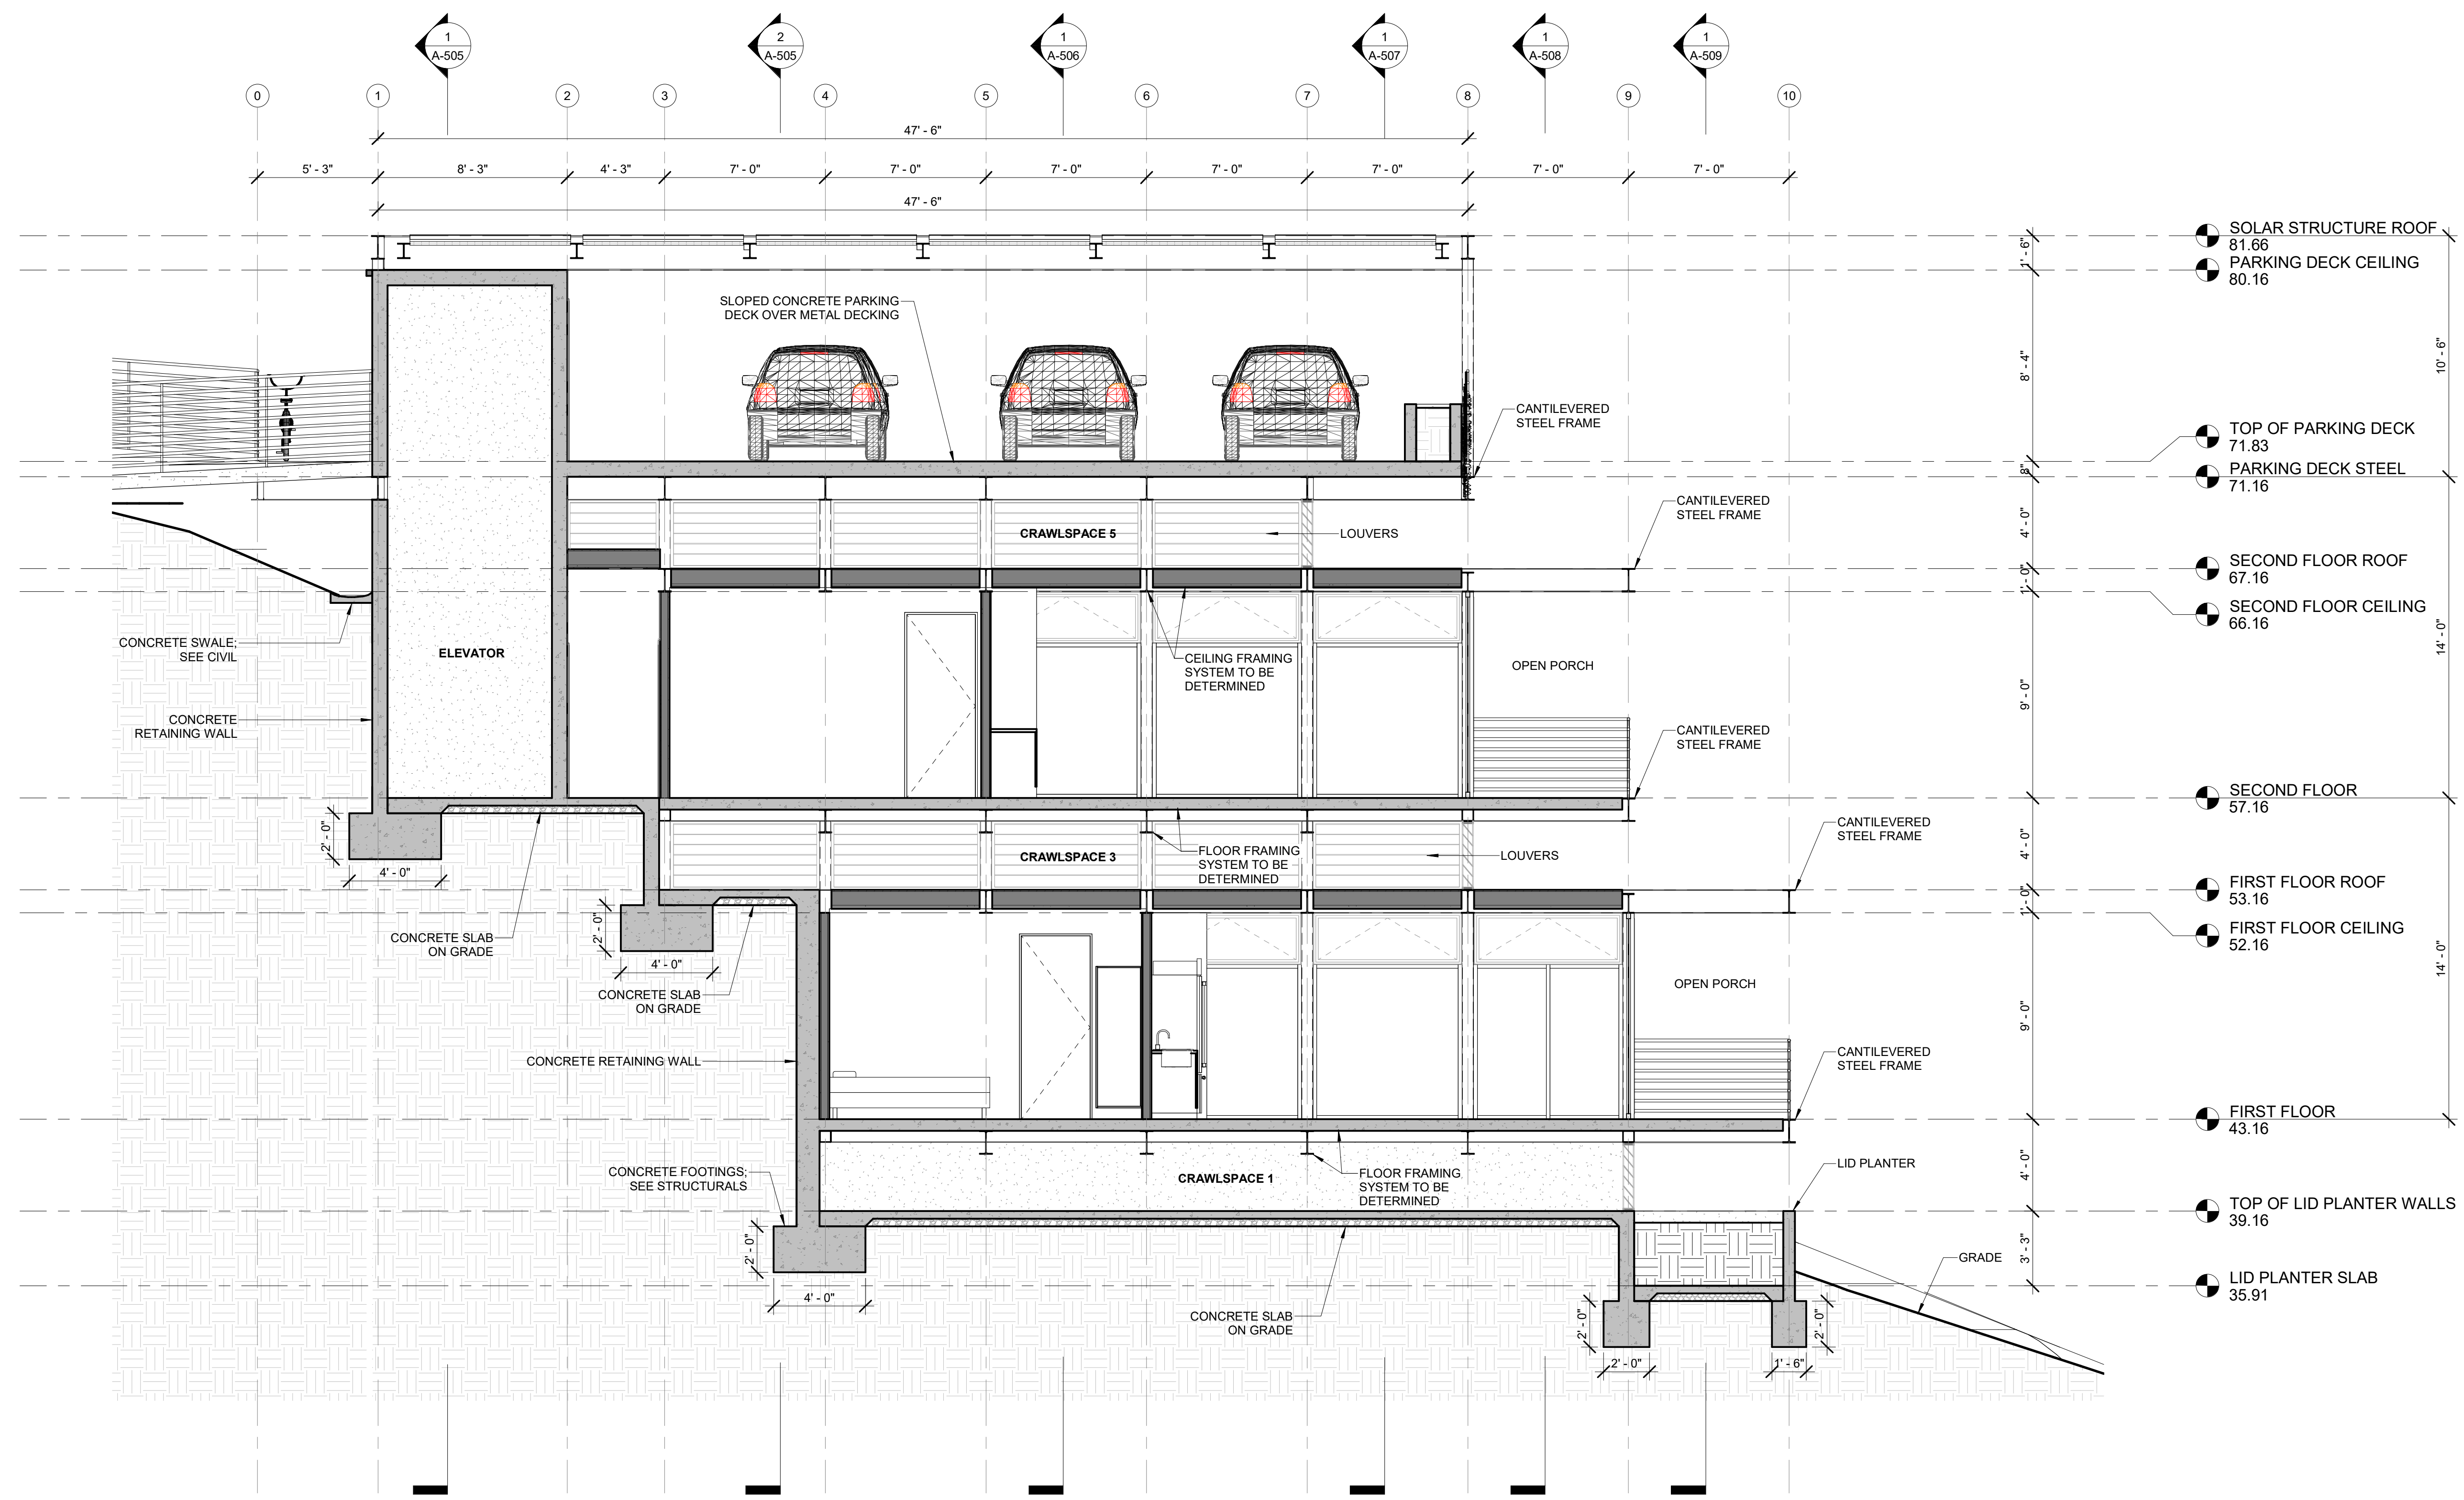 1
A-505
2
A-505
1
A-506
1
A-507
1
A-508
1
A-509
0
1
2
3
4
5
6
7
8
9
10
47' - 6"
5' - 3"
8' - 3"
4' - 3"
7' - 0"
7' - 0"
7' - 0"
7' - 0"
7' - 0"
7' - 0"
7' - 0"
47' - 6"
SLOPED CONCRETE PARKING
DECK OVER METAL DECKING
CANTILEVERED
STEEL FRAME
CANTILEVERED
STEEL FRAME
CRAWLSPACE 5
LOUVERS
CONCRETE SWALE;
SEE CIVIL
ELEVATOR
CEILING FRAMING
SYSTEM TO BE
DETERMINED
OPEN PORCH
CONCRETE
RETAINING WALL
CANTILEVERED
STEEL FRAME
2' - 0"
4' - 0"
CRAWLSPACE 3
FLOOR FRAMING
SYSTEM TO BE
DETERMINED
LOUVERS
CANTILEVERED
STEEL FRAME
CONCRETE SLAB
ON GRADE
2' - 0"
4' - 0"
CONCRETE SLAB
ON GRADE
OPEN PORCH
CONCRETE RETAINING WALL
CANTILEVERED
STEEL FRAME
CONCRETE FOOTINGS;
SEE STRUCTURALS
CRAWLSPACE 1
FLOOR FRAMING
SYSTEM TO BE
DETERMINED
LID PLANTER
2' - 0"
4' - 0"
CONCRETE SLAB
ON GRADE
GRADE
2' - 0"
2' - 0"
2' - 0"
1' - 6"
1' - 6"
8' - 4"
8"
4' - 0"
1' - 0"
9' - 0"
4' - 0"
1' - 0"
9' - 0"
4' - 0"
3' - 3"
SOLAR STRUCTURE ROOF
81.66
PARKING DECK CEILING
80.16
TOP OF PARKING DECK
71.83
PARKING DECK STEEL
71.16
SECOND FLOOR ROOF
67.16
SECOND FLOOR CEILING
66.16
SECOND FLOOR
57.16
FIRST FLOOR ROOF
53.16
FIRST FLOOR CEILING
52.16
FIRST FLOOR
43.16
TOP OF LID PLANTER WALLS
39.16
LID PLANTER SLAB
35.91
10' - 6"
14' - 0"
14' - 0"